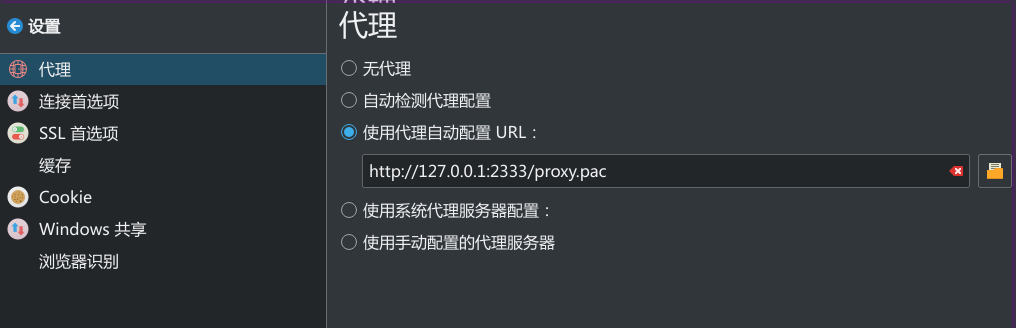 设置
代理
连接首选项
SSL 首选项
缓存
Cookie
Windows 共享
浏览器识别
代理
无代理
自动检测代理配置
使用代理自动配置 URL：
http://127.0.0.1:2333/proxy.pac
使用系统代理服务器配置：
使用手动配置的代理服务器